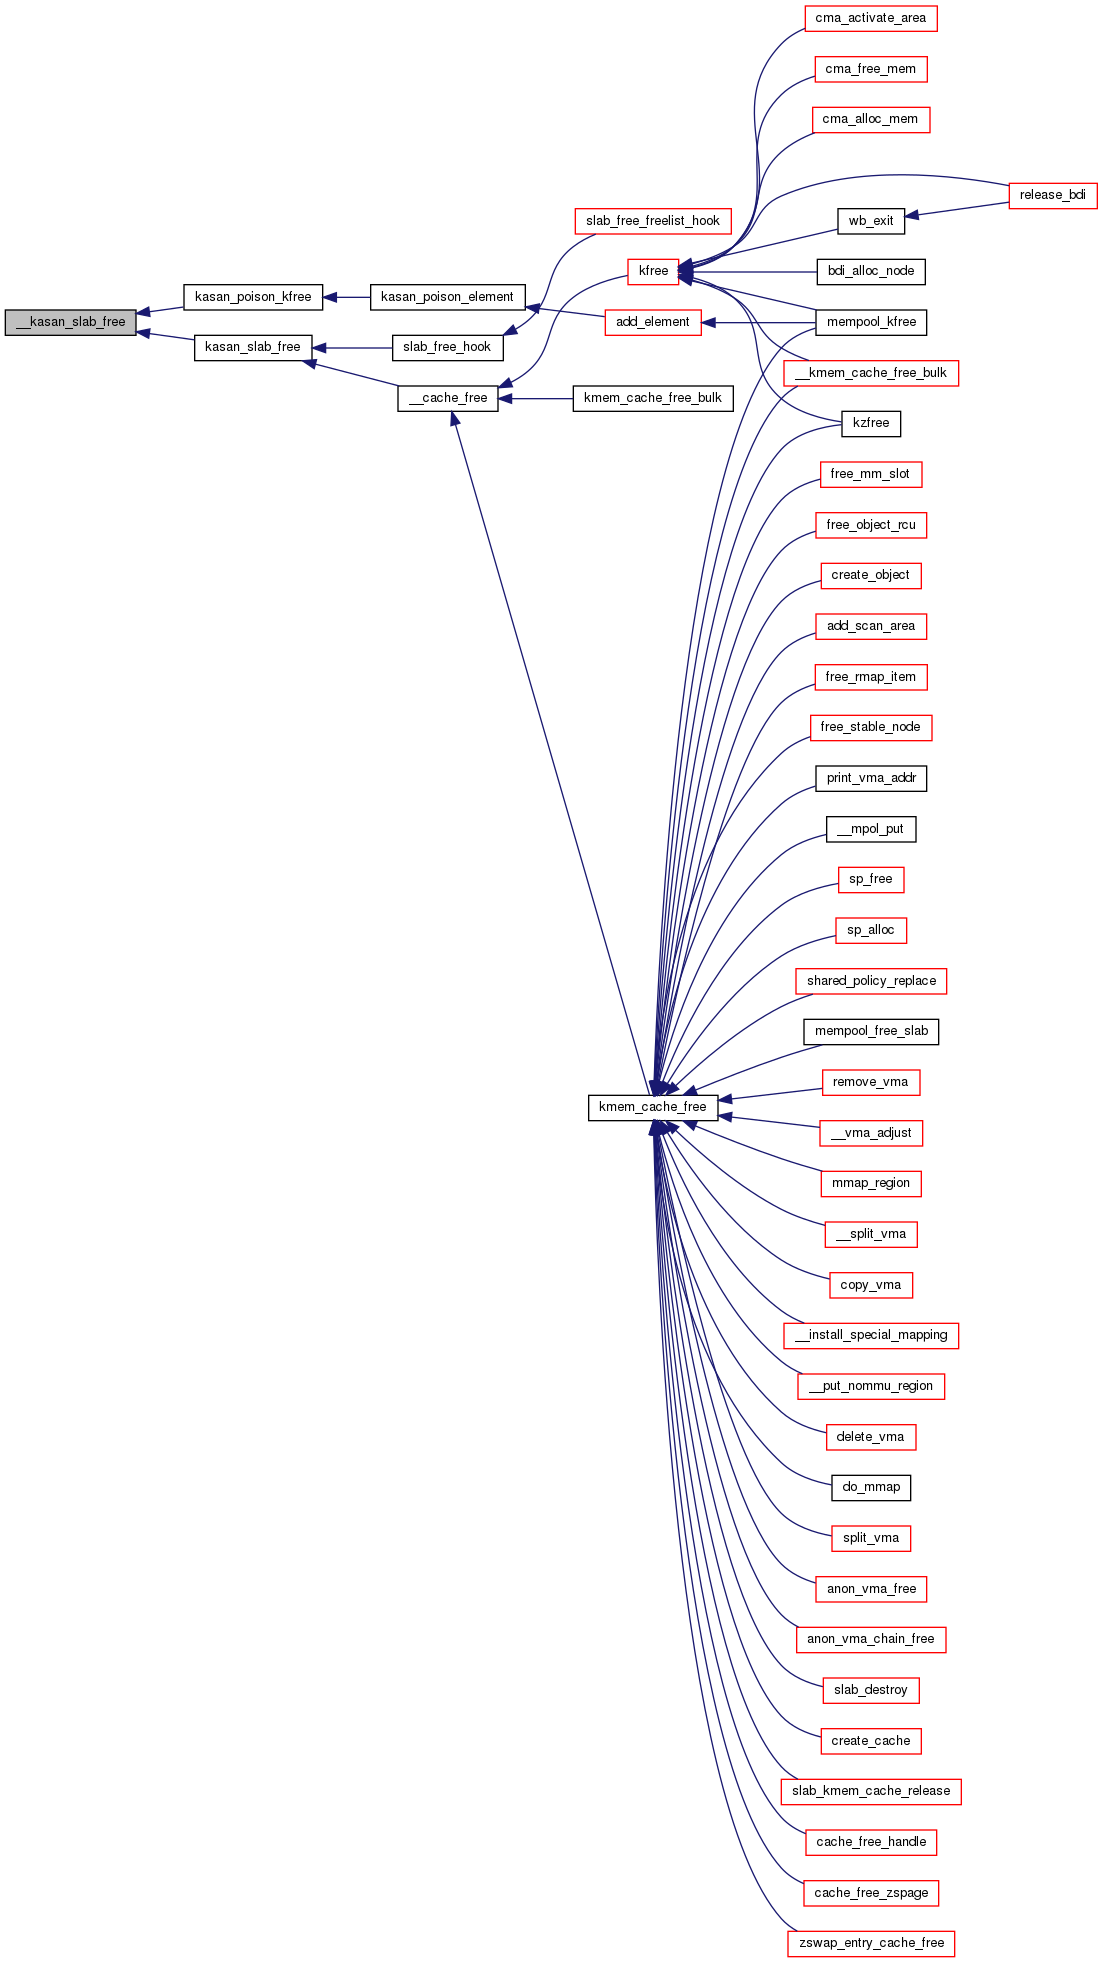 cma_activate_area
cma_free_mem
cma_alloc_mem
release_bdi
slab_free_freelist_hook
wb_exit
kfree
bdi_alloc_node
kasan_poison_kfree
kasan_poison_element
__kasan_slab_free
add_element
mempool_kfree
kasan_slab_free
slab_free_hook
__kmem_cache_free_bulk
__cache_free
kmem_cache_free_bulk
kzfree
free_mm_slot
free_object_rcu
create_object
add_scan_area
free_rmap_item
free_stable_node
print_vma_addr
__mpol_put
sp_free
sp_alloc
shared_policy_replace
mempool_free_slab
remove_vma
kmem_cache_free
__vma_adjust
mmap_region
__split_vma
copy_vma
__install_special_mapping
__put_nommu_region
delete_vma
do_mmap
split_vma
anon_vma_free
anon_vma_chain_free
slab_destroy
create_cache
slab_kmem_cache_release
cache_free_handle
cache_free_zspage
zswap_entry_cache_free